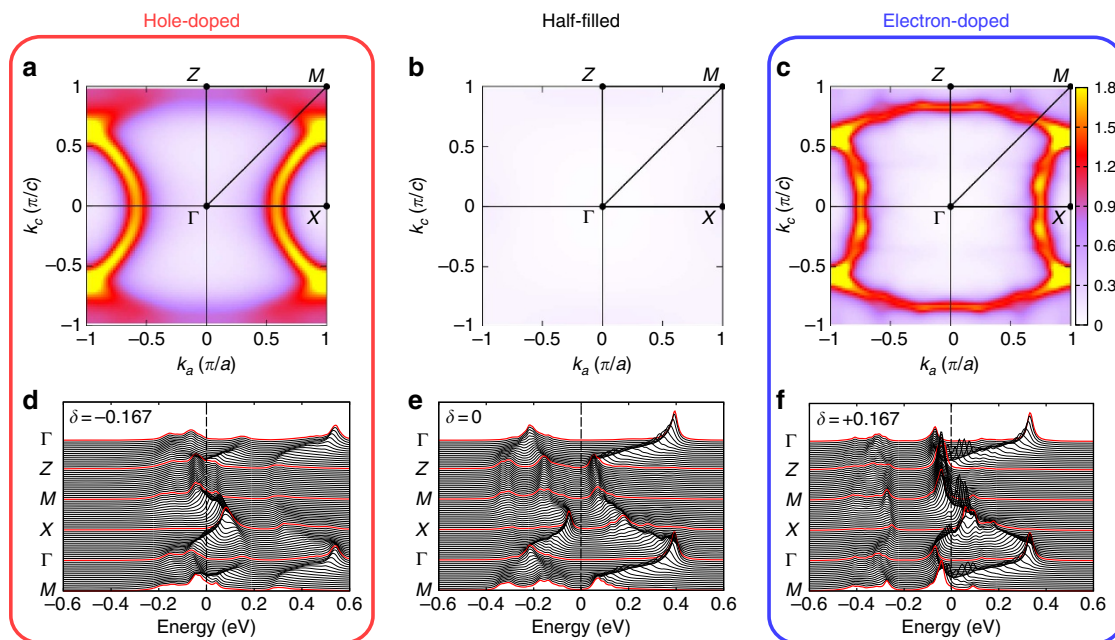 Hole-doped
Half-filled
Electron-doped
a
b
c
Z M
Z M
Z M
1
0.5
0
−0.5
−1
k_c (π/c)
Γ X
−1 −0.5 0 0.5 1
k_a (π/a)
1
0.5
0
−0.5
−1
k_c (π/c)
Γ X
−1 −0.5 0 0.5 1
k_a (π/a)
1
0.5
0
−0.5
−1
k_c (π/c)
Γ X
−1 −0.5 0 0.5 1
k_a (π/a)
1.8
1.5
1.2
0.9
0.6
0.3
0
d
δ=−0.167
Γ
Z
M
X
Γ
M
−0.6 −0.4 −0.2 0 0.2 0.4 0.6
Energy (eV)
e
δ=0
Γ
Z
M
X
Γ
M
−0.6 −0.4 −0.2 0 0.2 0.4 0.6
Energy (eV)
f
δ=+0.167
Γ
Z
M
X
Γ
M
−0.6 −0.4 −0.2 0 0.2 0.4 0.6
Energy (eV)